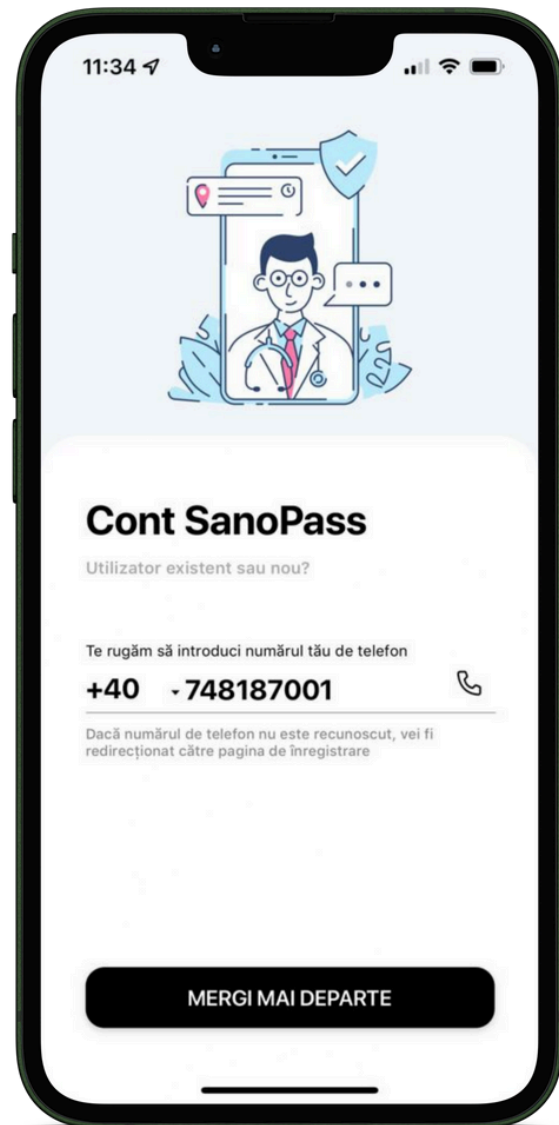 11:34
Cont SanoPass
Utilizator existent sau nou?
Te rugăm să introduci numărul tău de telefon
+40 748187001
Dacă numărul de telefon nu este recunoscut, vei fi
redirecționat către pagina de înregistrare
MERGI MAI DEPARTE